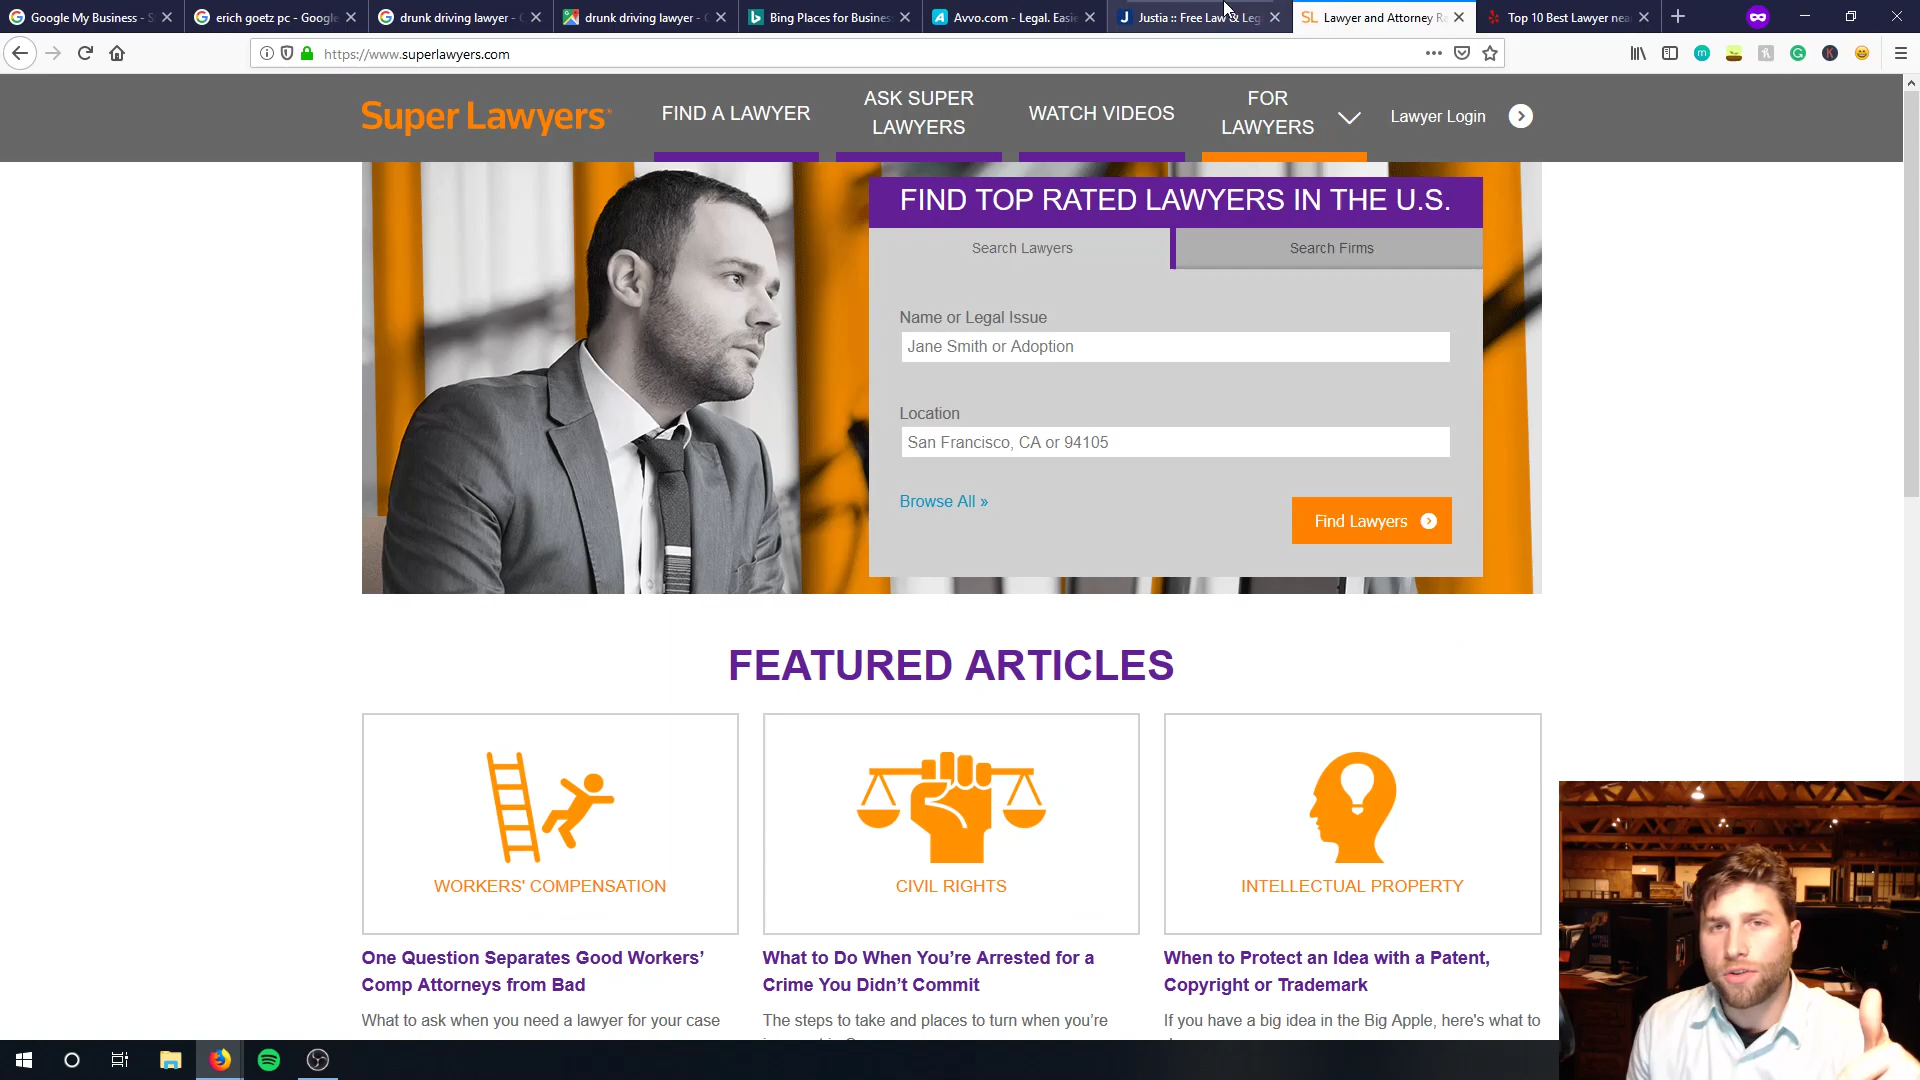 Google My Business - S
erich goetz pc - Google
drunk driving lawyer - G
drunk driving lawyer - G
Bing Places for Business
Avvo.com - Legal. Easie
Justia :: Free Law & Leg
SL Lawyer and Attorney Ra
Top 10 Best Lawyer nea
https://www.superlawyers.com
Super Lawyers
FIND A LAWYER
ASK SUPER
LAWYERS
WATCH VIDEOS
FOR
LAWYERS
Lawyer Login
FIND TOP RATED LAWYERS IN THE U.S.
Search Lawyers
Search Firms
Name or Legal Issue
Jane Smith or Adoption
Location
San Francisco, CA or 94105
Browse All »
Find Lawyers
FEATURED ARTICLES
WORKERS' COMPENSATION
CIVIL RIGHTS
INTELLECTUAL PROPERTY
One Question Separates Good Workers’
Comp Attorneys from Bad
What to Do When You’re Arrested for a
Crime You Didn’t Commit
When to Protect an Idea with a Patent,
Copyright or Trademark
What to ask when you need a lawyer for your case
The steps to take and places to turn when you’re
If you have a big idea in the Big Apple, here's what to